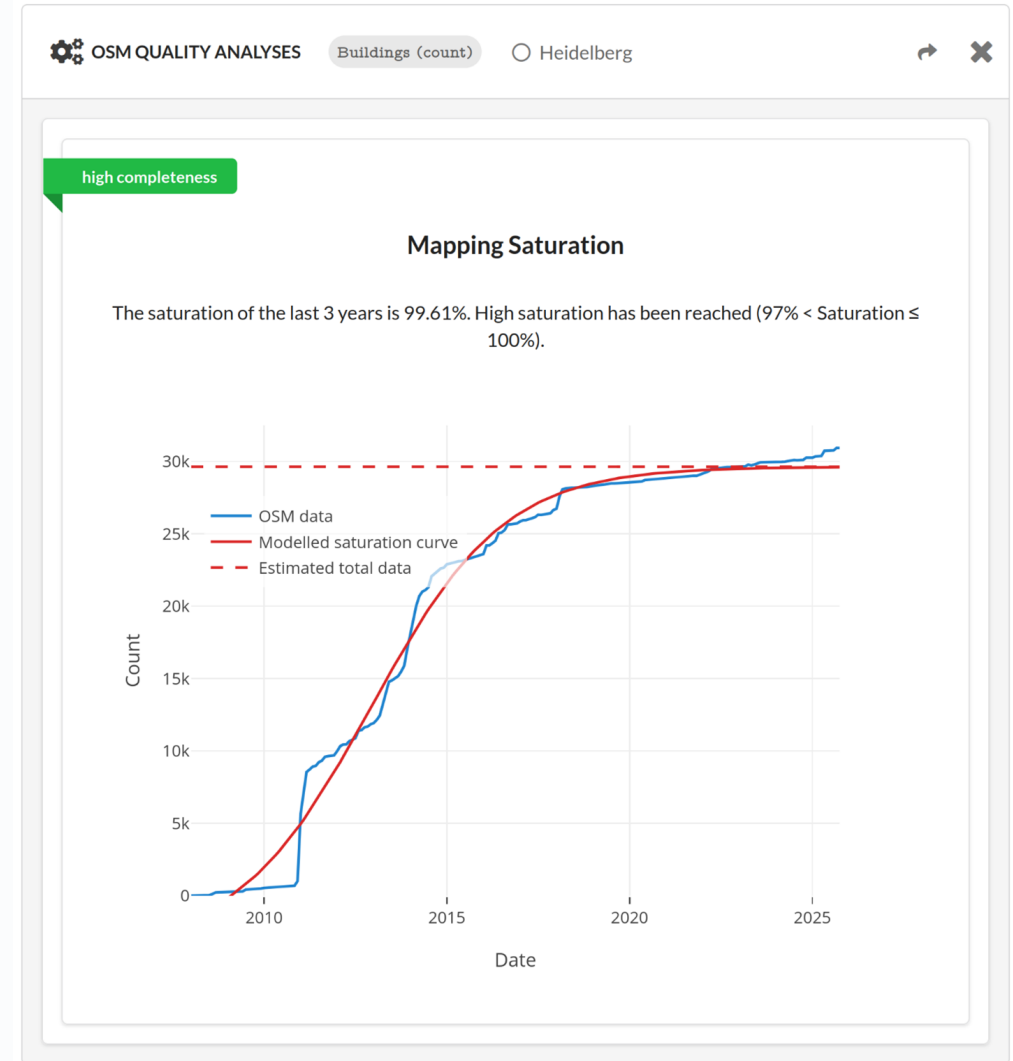 OSM QUALITY ANALYSES Buildings (count) Heidelberg
high completeness
Mapping Saturation
The saturation of the last 3 years is 99.61%. High saturation has been reached (97% < Saturation ≤
100%).
30k
OSM data
25k
Modelled saturation curve
Estimated total data
20k
Count
15k
10k
5k
0
2010 2015 2020 2025
Date